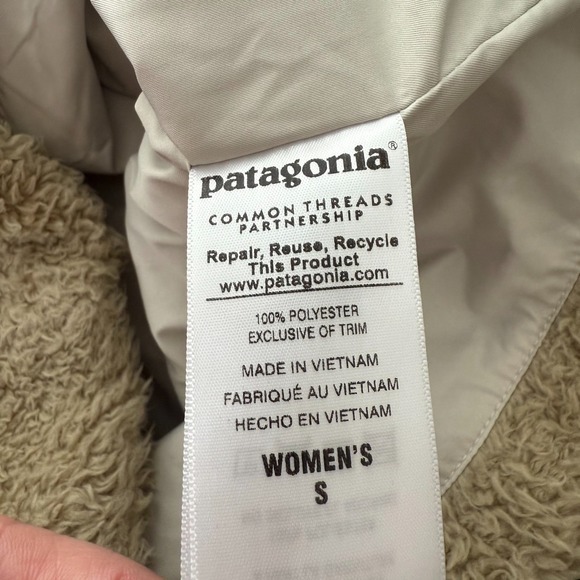 patagonia®
COMMON THREADS
PARTNERSHIP
Repair, Reuse, Recycle
This Product
www.patagonia.com
100% POLYESTER
EXCLUSIVE OF TRIM
MADE IN VIETNAM
FABRIQUÉ AU VIETNAM
HECHO EN VIETNAM
WOMEN'S
S